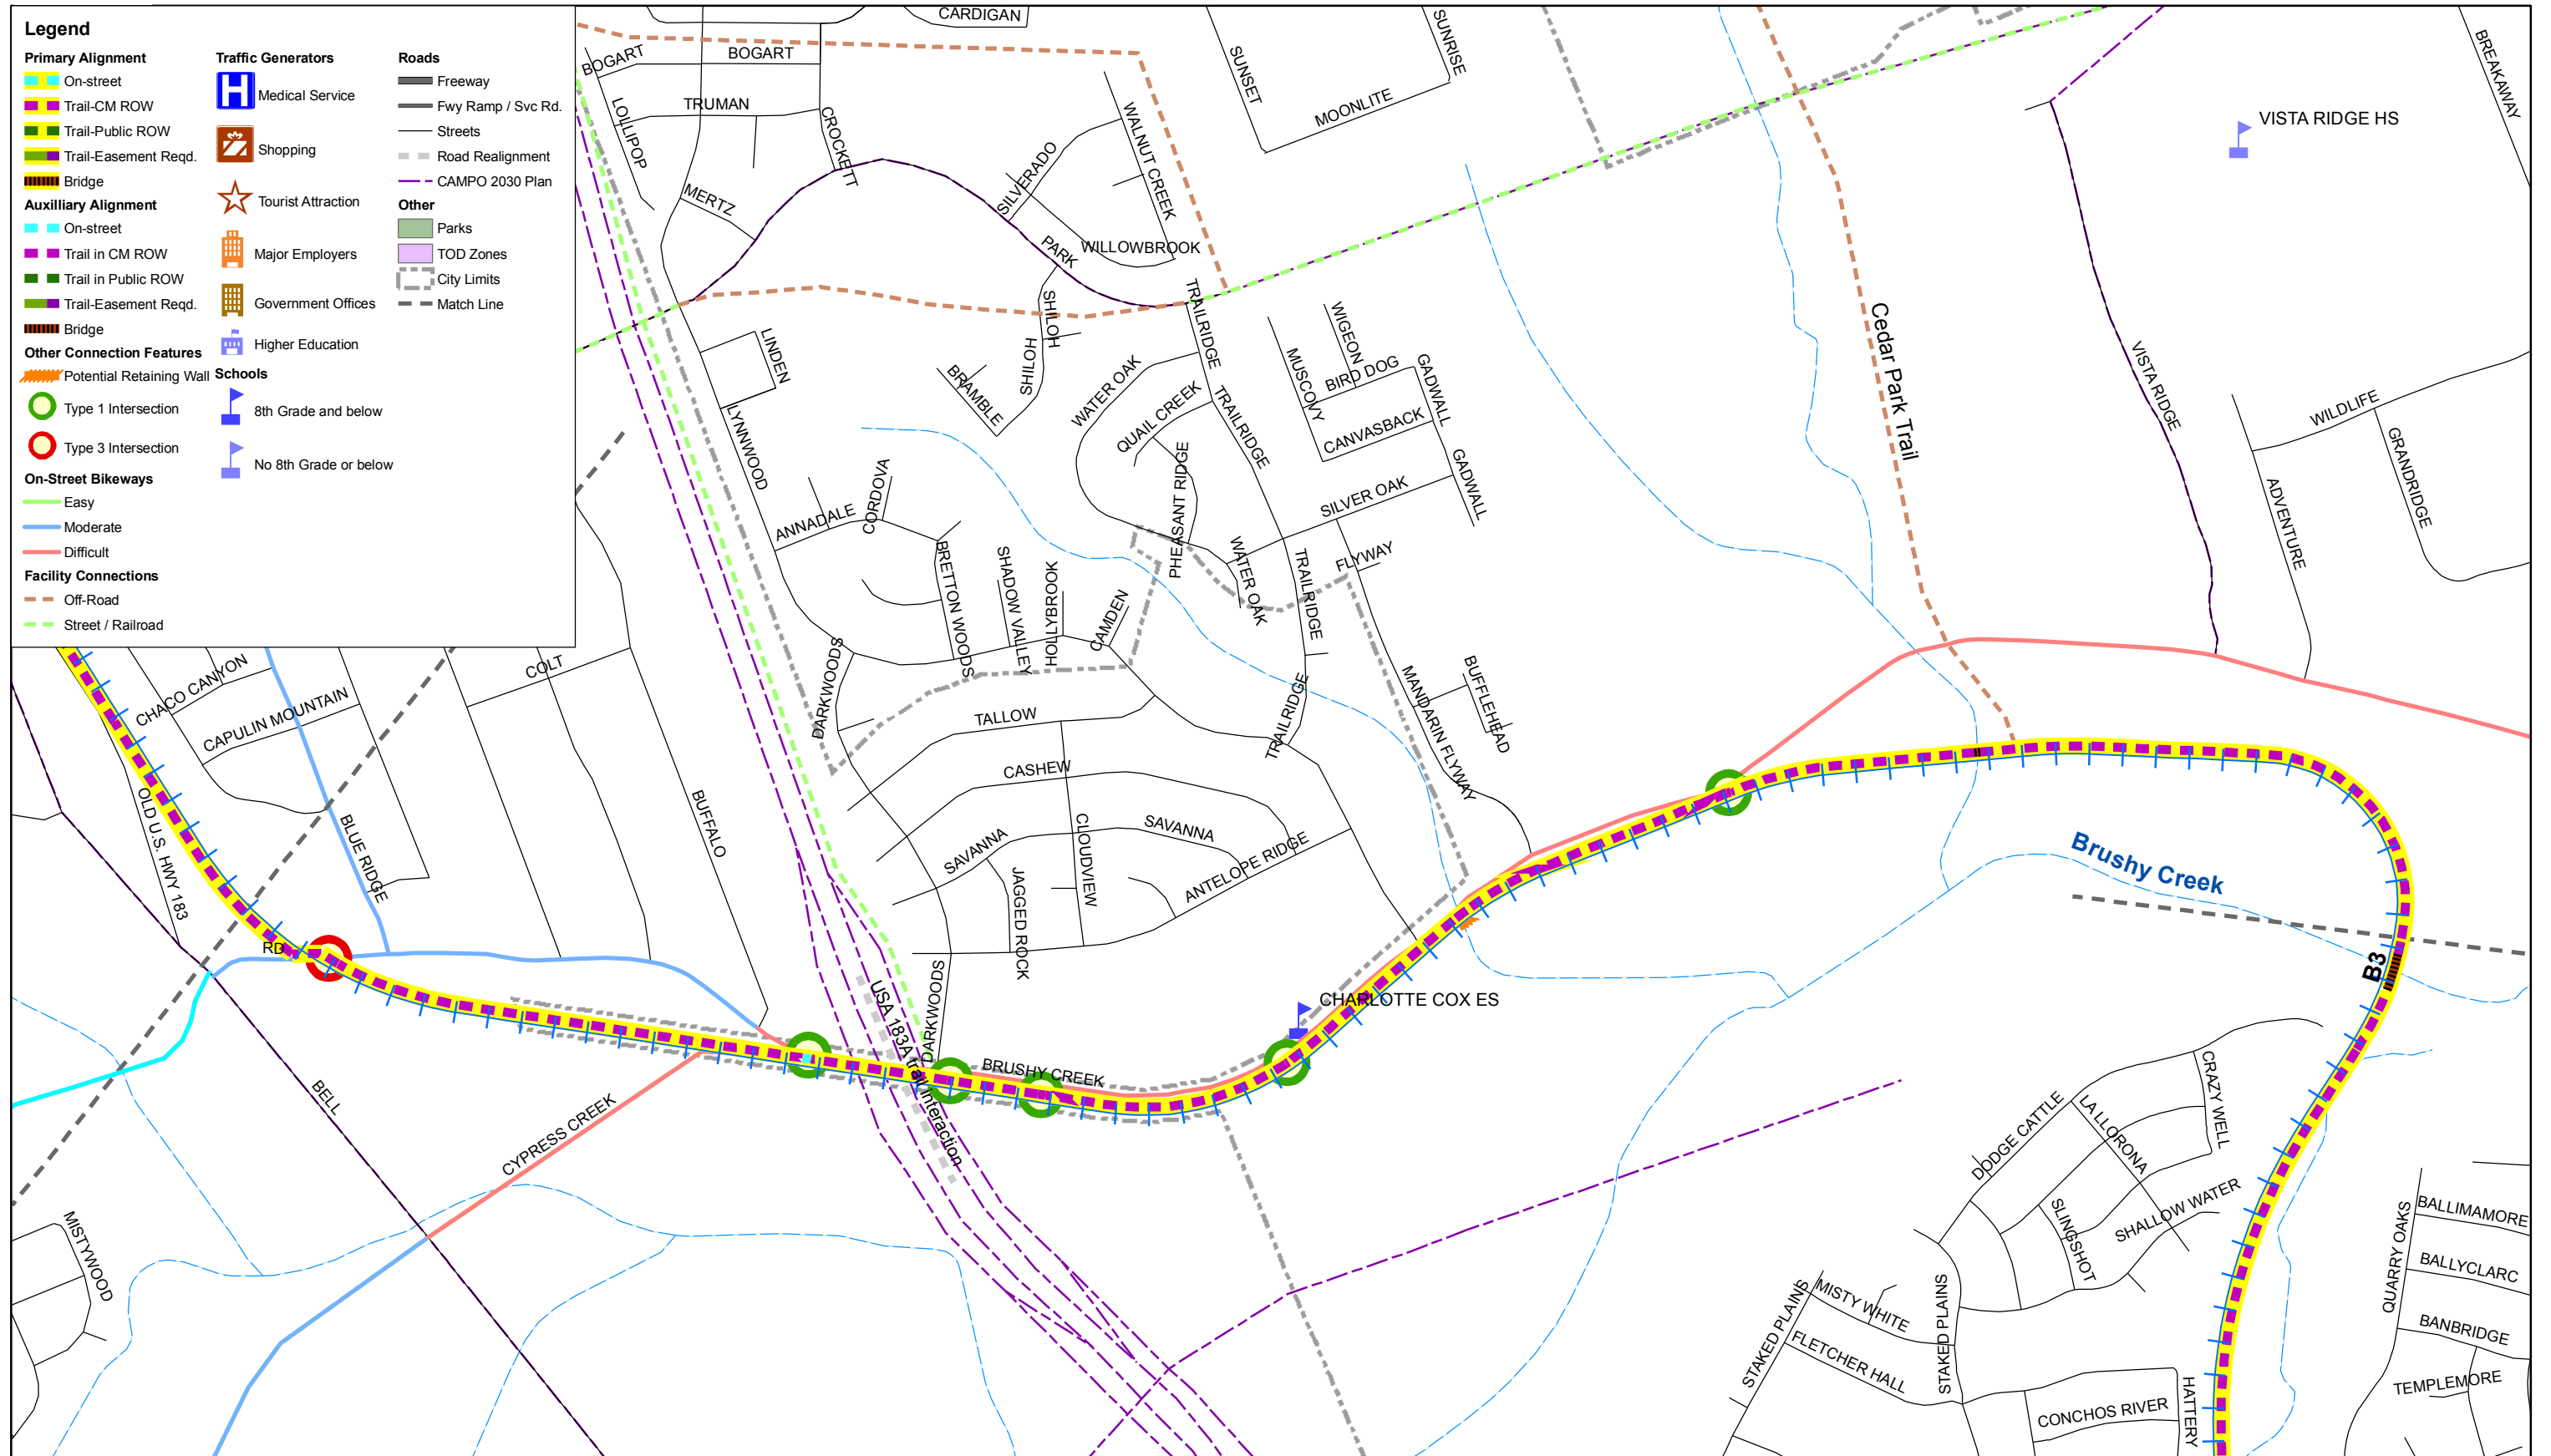 Legend
Primary Alignment
On-street
Trail-CM ROW
Trail-Public ROW
Trail-Easement Reqd.
Bridge
Auxilliary Alignment
On-street
Trail in CM ROW
Trail in Public ROW
Trail-Easement Reqd.
Bridge
Other Connection Features
Potential Retaining Wall
Type 1 Intersection
Type 3 Intersection
On-Street Bikeways
Easy
Moderate
Difficult
Facility Connections
Off-Road
Street / Railroad
Traffic Generators
H
Medical Service
Shopping
Tourist Attraction
Major Employers
Government Offices
Higher Education
Schools
8th Grade and below
No 8th Grade or below
Roads
Freeway
Fwy Ramp / Svc Rd.
Streets
Road Realignment
CAMPO 2030 Plan
Other
Parks
TOD Zones
City Limits
Match Line
CARDIGAN
BOGART
BOGART
LOLLIPOP
TRUMAN
CROCKETT
MERTZ
SILVERADO
WALNUT CREEK
WILLOWBROOK
PARK
SUNSET
SUNRISE
MOONLITE
BREAKAWAY
VISTA RIDGE HS
Cedar Park Trail
VISTA RIDGE
WILDLIFE
GRANDRIDGE
ADVENTURE
LINDEN
LYNNWOOD
SHILOH
SHILOH
BRAMBLE
WATER OAK
QUAIL CREEK
TRAILRIDGE
TRAILRIDGE
PHEASANT RIDGE
MUSCOVY
WIGEON
BIRD DOG
GADWALL
CANVASBACK
GADWALL
SILVER OAK
FLYWAY
WATER OAK
TRAILRIDGE
ANNADALE
CORDOVA
BRETTON WOODS
SHADOW VALLEY
HOLLYBROOK
CAMDEN
DARKWOODS
TALLOW
TRAILRIDGE
MANDARIN FLYWAY
BUFFLEHEAD
CASHEW
CLOUDVIEW
SAVANNA
SAVANNA
JAGGED ROCK
ANTELOPE RIDGE
CHACO CANYON
CAPULIN MOUNTAIN
COLT
OLD U.S. HWY 183
BLUE RIDGE
BUFFALO
RD
DARKWOODS
USA 183A trail Interaction
BRUSHY CREEK
CHARLOTTE COX ES
Brushy Creek
B3
BELL
CYPRESS CREEK
MISTYWOOD
DODGE CATTLE
LA LLORONA
CRAZY WELL
SLINGSHOT
SHALLOW WATER
STAKED PLAINS
MISTY WHITE
STAKED PLAINS
FLETCHER HALL
CONCHOS RIVER
HATTERY
QUARRY OAKS
BALLIMAMORE
BALLYCLARC
BANBRIDGE
TEMPLEMORE